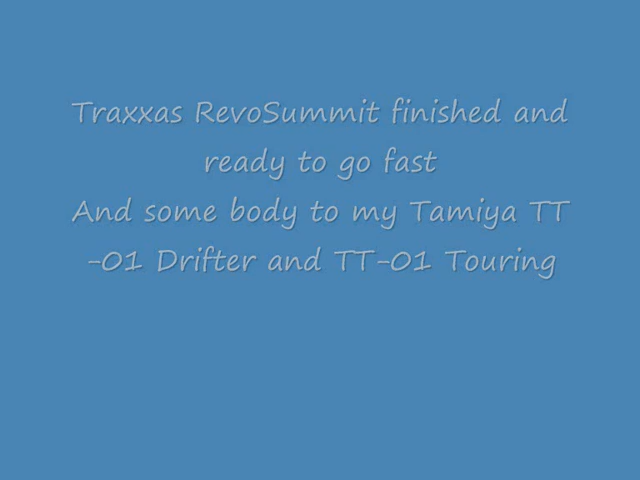 Traxxas RevoSummit finished and
ready to go fast
And some body to my Tamiya TT
-01 Drifter and TT-01 Touring